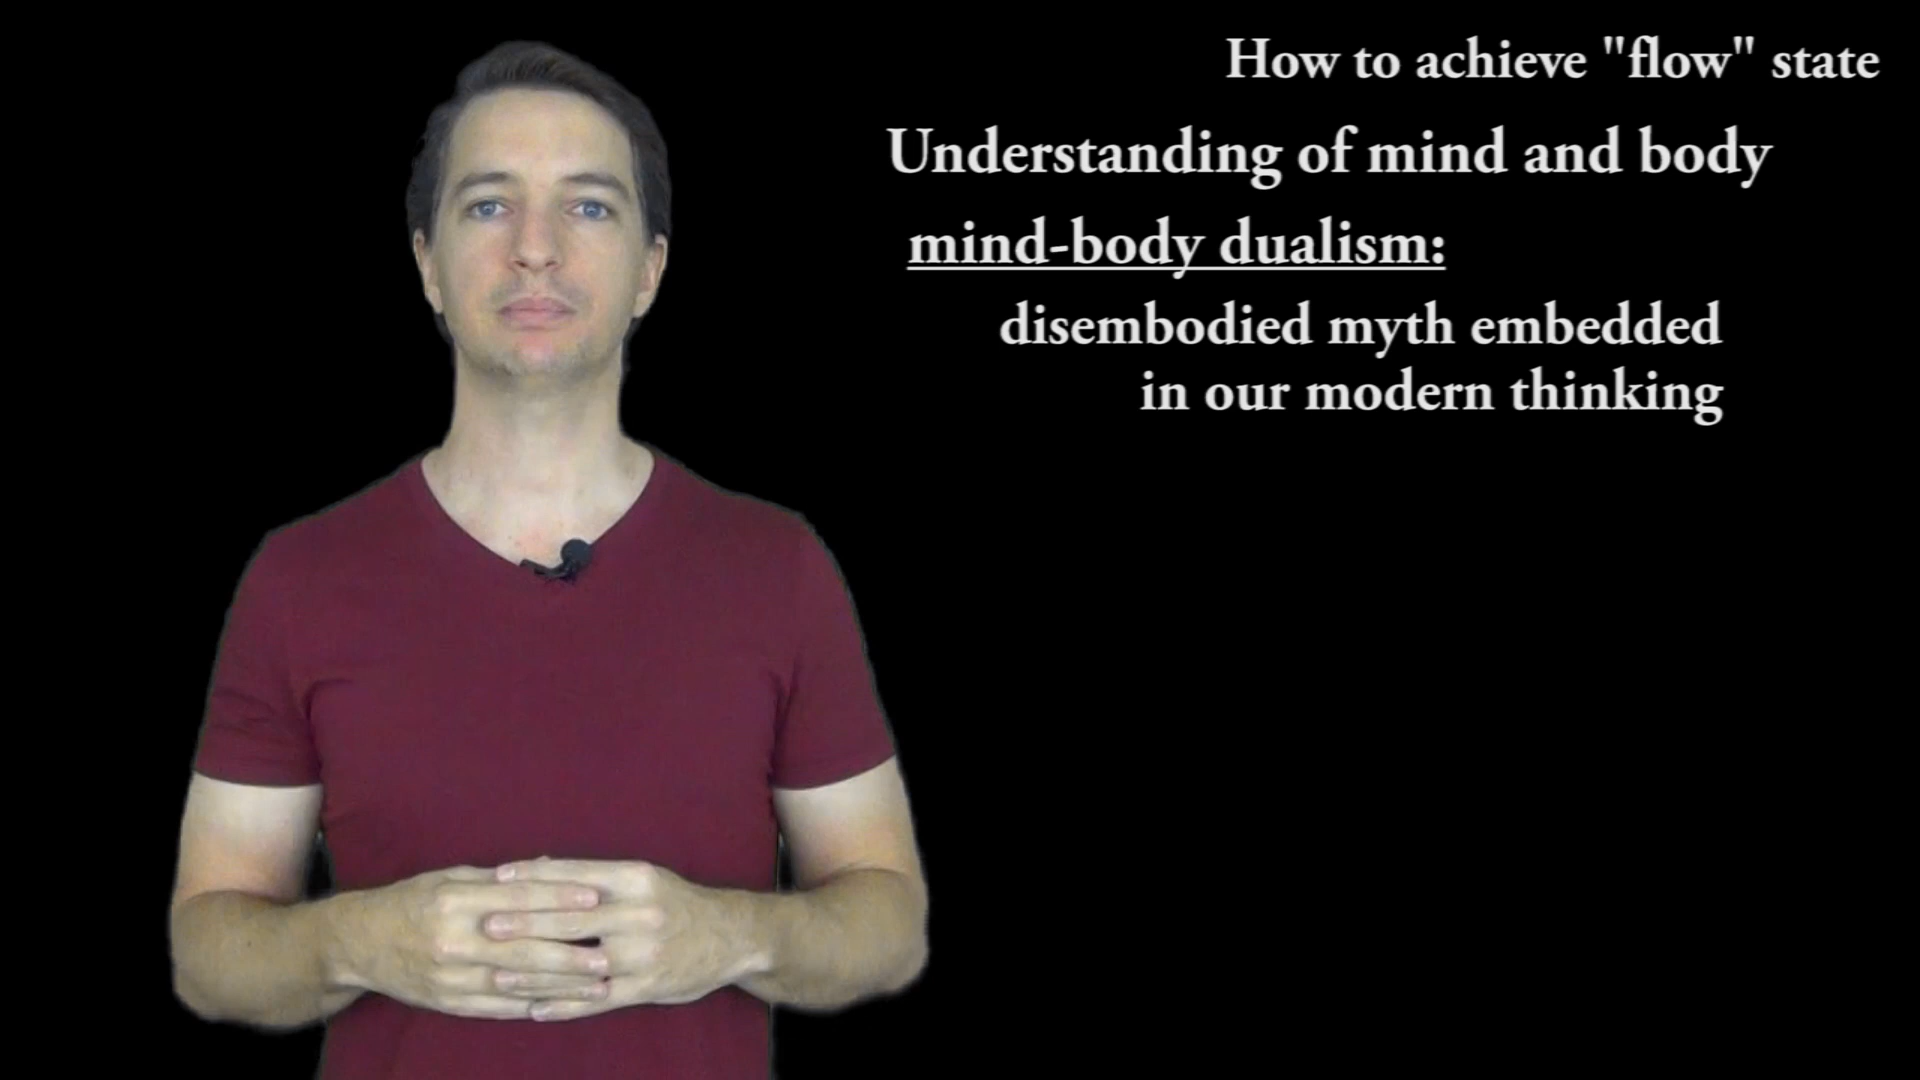 How to achieve "flow" state
Understanding of mind and body
mind-body dualism:
disembodied myth embedded
in our modern thinking